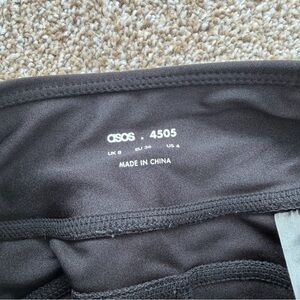 asos . 4505
UK 8 EU 36 US 4
MADE IN CHINA